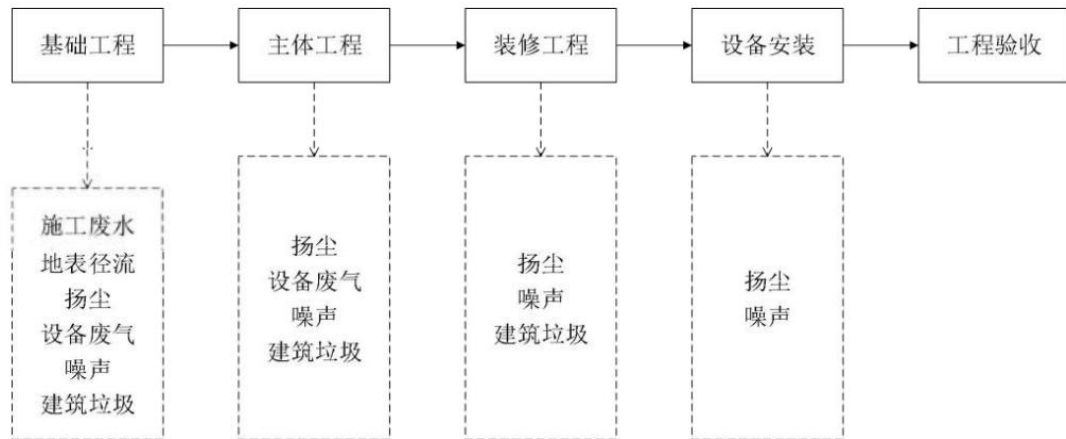 基础工程
主体工程
装修工程
设备安装
工程验收
施工废水
地表径流
扬尘
设备废气
噪声
建筑垃圾
扬尘
设备废气
噪声
建筑垃圾
扬尘
噪声
建筑垃圾
扬尘
噪声